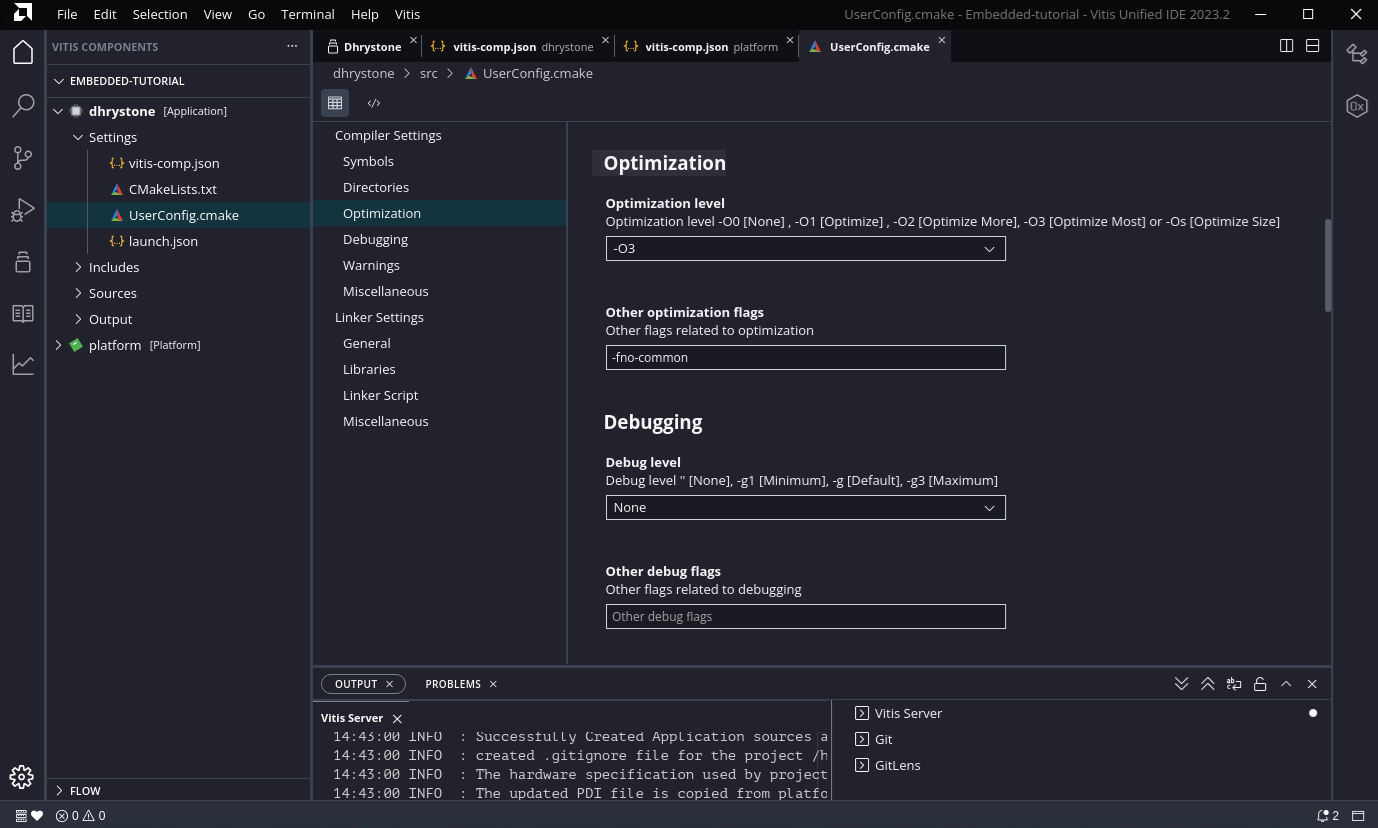 File Edit Selection View Go Terminal Help Vitis
UserConfig.cmake - Embedded-tutorial - Vitis Unified IDE 2023.2
VITIS COMPONENTS
EMBEDDED-TUTORIAL
dhrystone [Application]
Settings
vitis-comp.json
CMakeLists.txt
UserConfig.cmake
launch.json
Includes
Sources
Output
platform [Platform]
FLOW
Dhrystone
vitis-comp.json dhrystone
vitis-comp.json platform
UserConfig.cmake
dhrystone > src > UserConfig.cmake
Compiler Settings
Symbols
Directories
Optimization
Debugging
Warnings
Miscellaneous
Linker Settings
General
Libraries
Linker Script
Miscellaneous
Optimization
Optimization level
Optimization level -O0 [None] , -O1 [Optimize] , -O2 [Optimize More], -O3 [Optimize Most] or -Os [Optimize Size]
-O3
Other optimization flags
Other flags related to optimization
-fno-common
Debugging
Debug level
Debug level '' [None], -g1 [Minimum], -g [Default], -g3 [Maximum]
None
Other debug flags
Other flags related to debugging
Other debug flags
OUTPUT
PROBLEMS
Vitis Server
14:43:00 INFO : Successfully Created Application sources a
14:43:00 INFO : created .gitignore file for the project /h
14:43:00 INFO : The hardware specification used by project
14:43:00 INFO : The updated PDI file is copied from platfo
Vitis Server
Git
GitLens
0x
0 0
2